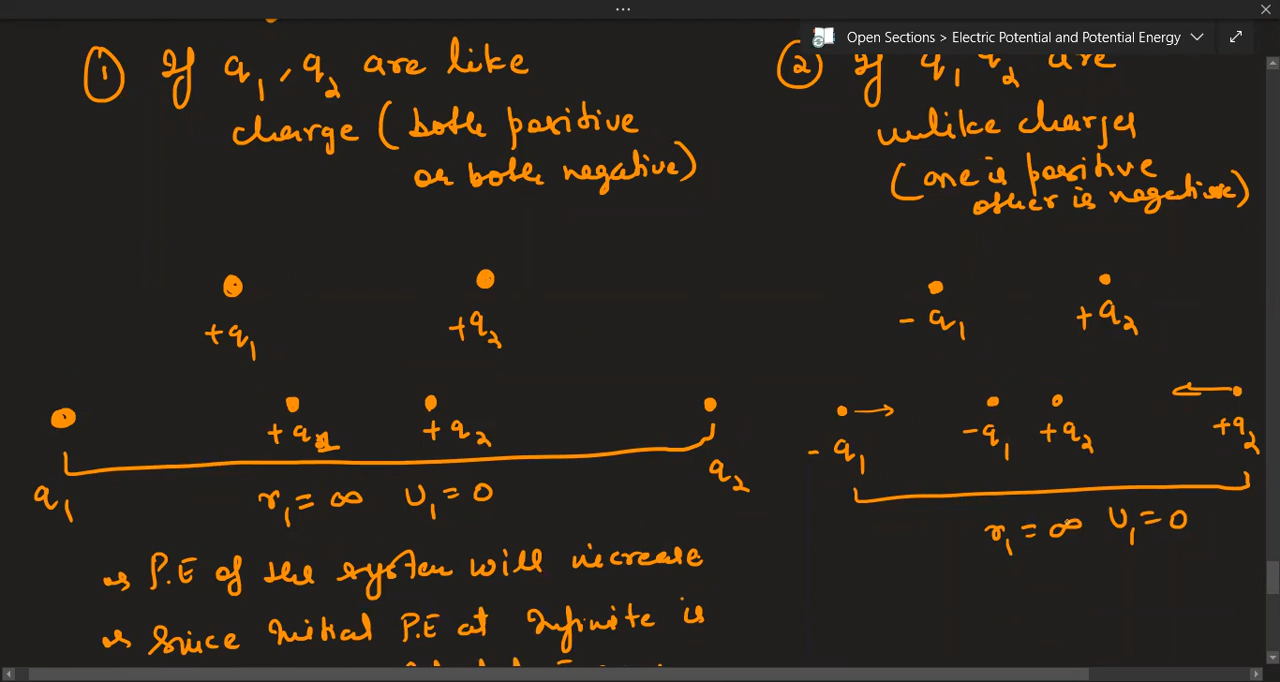 Open Sections > Electric Potential and Potential Energy
① If q1, q2 are like
charge (both positive
or both negative)
+q1 +q2
+q1 +q2
q1 q2
r1 = ∞ U1 = 0
P.E of the system will increase
Since initial P.E at infinite is
② If q1 q2 are
unlike charges
(one is positive
other is negative)
-q1 +q2
-q1 -q1 +q2 +q2
r1 = ∞ U1 = 0